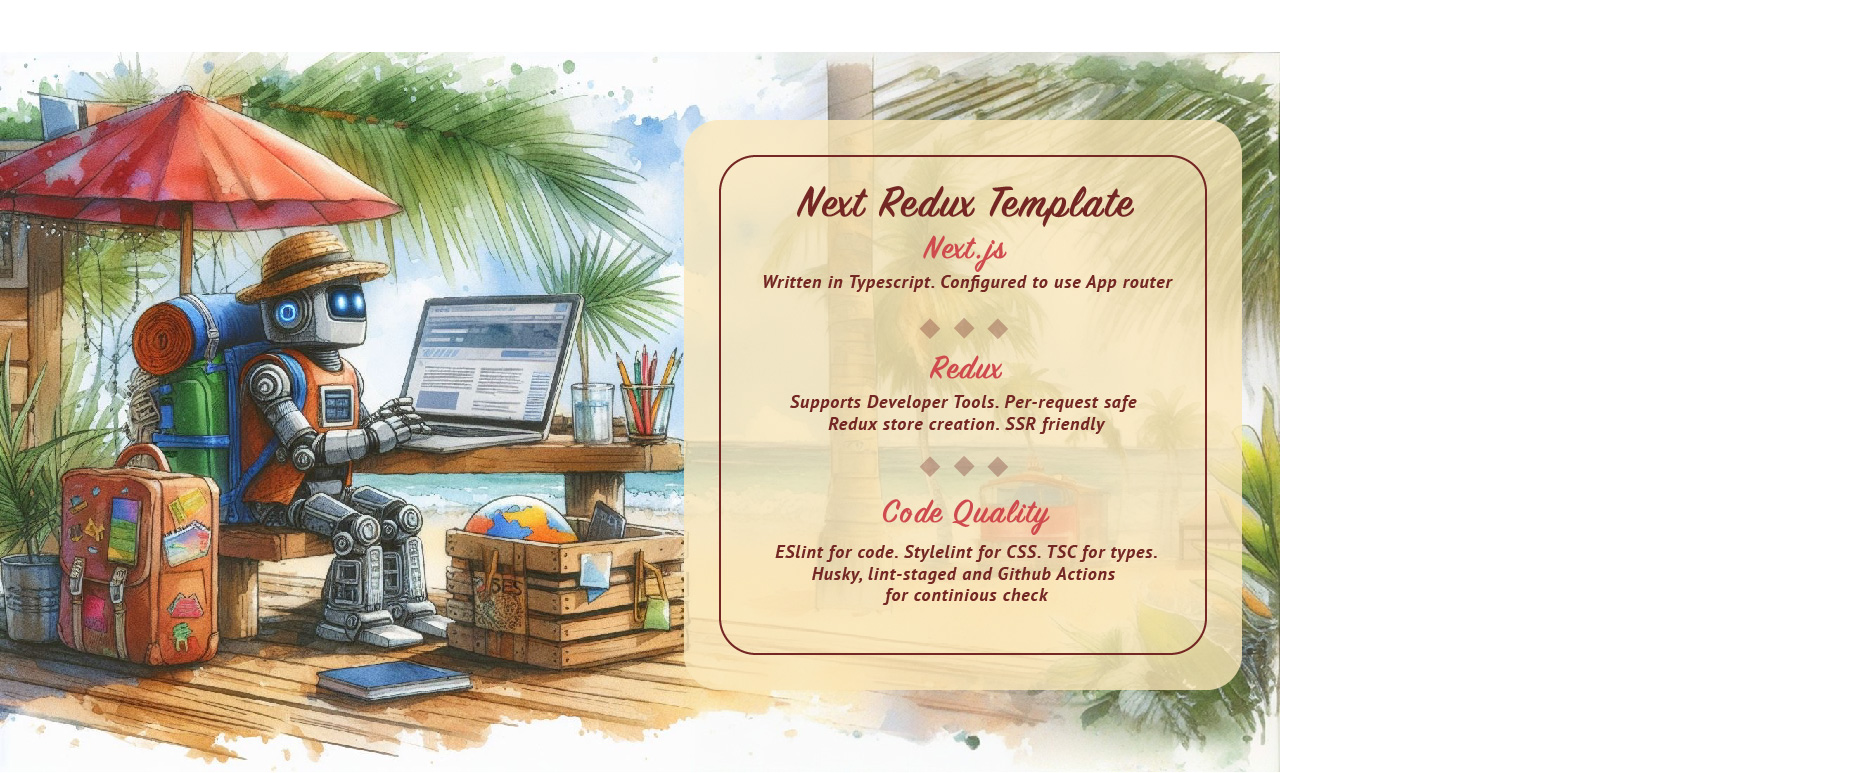 Next Redux Template
Next.js
Written in Typescript. Configured to use App router
Redux
Supports Developer Tools. Per-request safe
Redux store creation. SSR friendly
Code Quality
ESlint for code. Stylelint for CSS. TSC for types.
Husky, lint-staged and Github Actions
for continious check